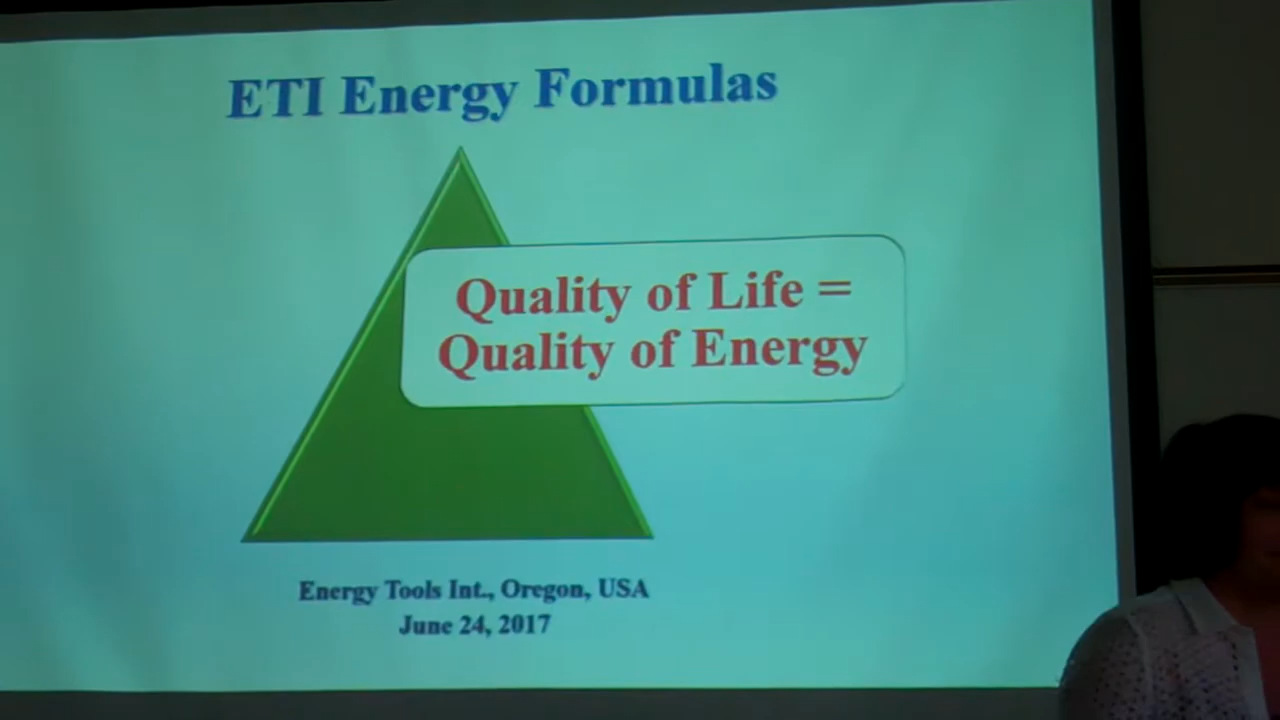 ETI Energy Formulas
Quality of Life =
Quality of Energy
Energy Tools Int., Oregon, USA
June 24, 2017